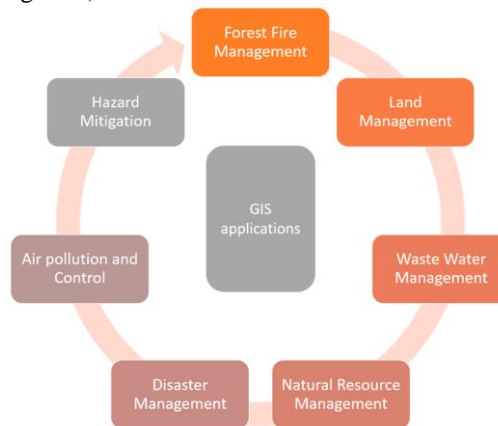 Forest Fire
Management
Land
Management
Waste Water
Management
Natural Resource
Management
Disaster
Management
Air pollution and
Control
Hazard
Mitigation
GIS
applications